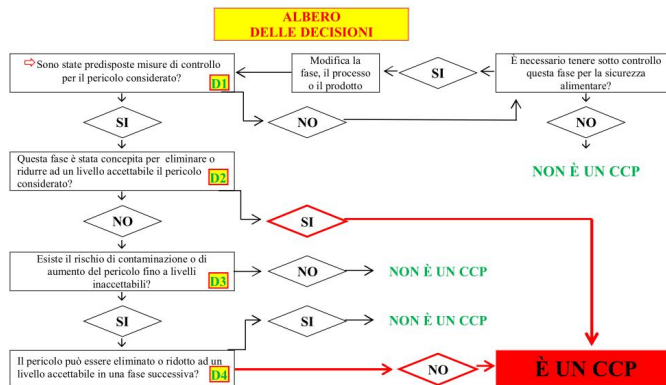 ALBERO
DELLE DECISIONI
Sono state predisposte misure di controllo
per il pericolo considerato?
D1
Modifica la
fase, il processo
o il prodotto
SI
È necessario tenere sotto controllo
questa fase per la sicurezza
alimentare?
SI
NO
NO
NON È UN CCP
Questa fase è stata concepita per eliminare o
ridurre ad un livello accettabile il pericolo
considerato?
D2
NO
SI
Esiste il rischio di contaminazione o di
aumento del pericolo fino a livelli
inaccettabili?
D3
NO
NON È UN CCP
SI
SI
NON È UN CCP
Il pericolo può essere eliminato o ridotto ad un
livello accettabile in una fase successiva?
D4
NO
È UN CCP